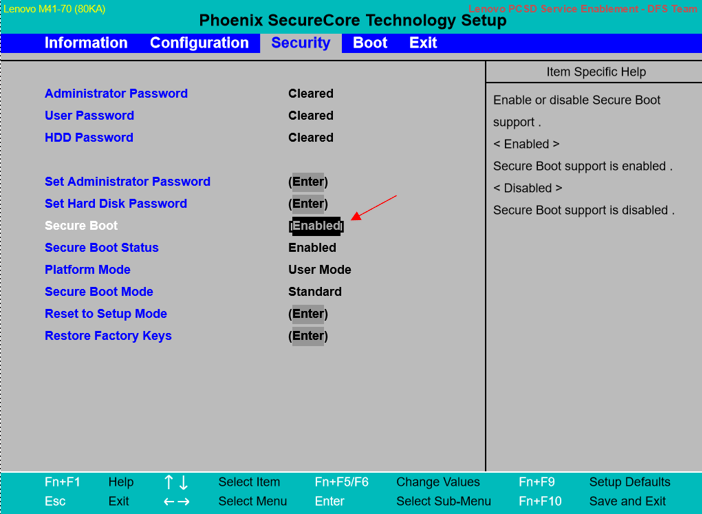 Lenovo M41-70 (80KA) Lenovo PCSD Service Enablement - DFS Team
Phoenix SecureCore Technology Setup
Information Configuration Security Boot Exit
Item Specific Help
Administrator Password Cleared
User Password Cleared
HDD Password Cleared
Set Administrator Password (Enter)
Set Hard Disk Password (Enter)
Secure Boot [Enabled]
Secure Boot Status Enabled
Platform Mode User Mode
Secure Boot Mode Standard
Reset to Setup Mode (Enter)
Restore Factory Keys (Enter)
Enable or disable Secure Boot
support .
< Enabled >
Secure Boot support is enabled .
< Disabled >
Secure Boot support is disabled .
Fn+F1 Help ↑ ↓ Select Item Fn+F5/F6 Change Values Fn+F9 Setup Defaults
Esc Exit ←→ Select Menu Enter Select Sub-Menu Fn+F10 Save and Exit